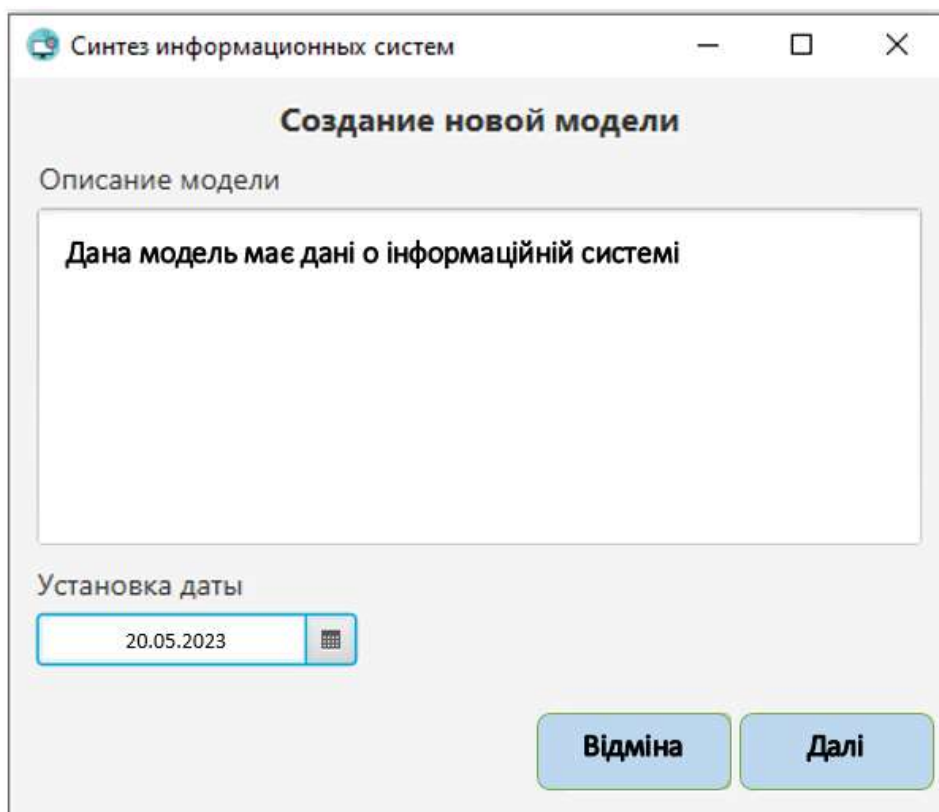 Синтез информационных систем
Создание новой модели
Описание модели
Дана модель має дані о інформаційній системі
Установка даты
20.05.2023
Відміна
Далі